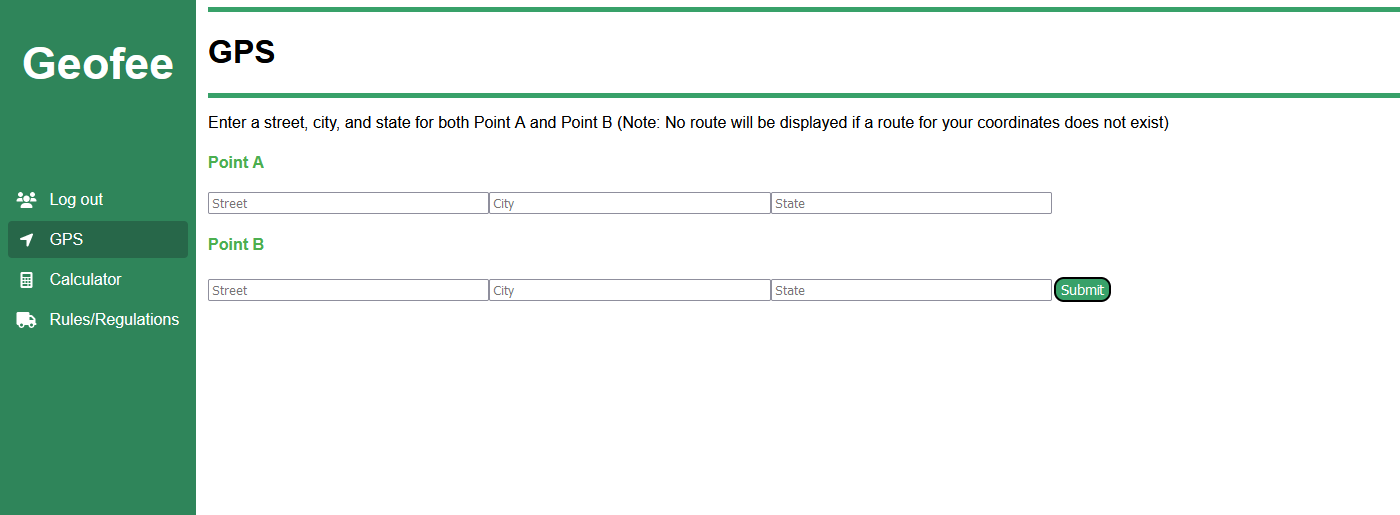 Geofee
Log out
GPS
Calculator
Rules/Regulations
GPS
Enter a street, city, and state for both Point A and Point B (Note: No route will be displayed if a route for your coordinates does not exist)
Point A
Street City State
Point B
Street City State Submit